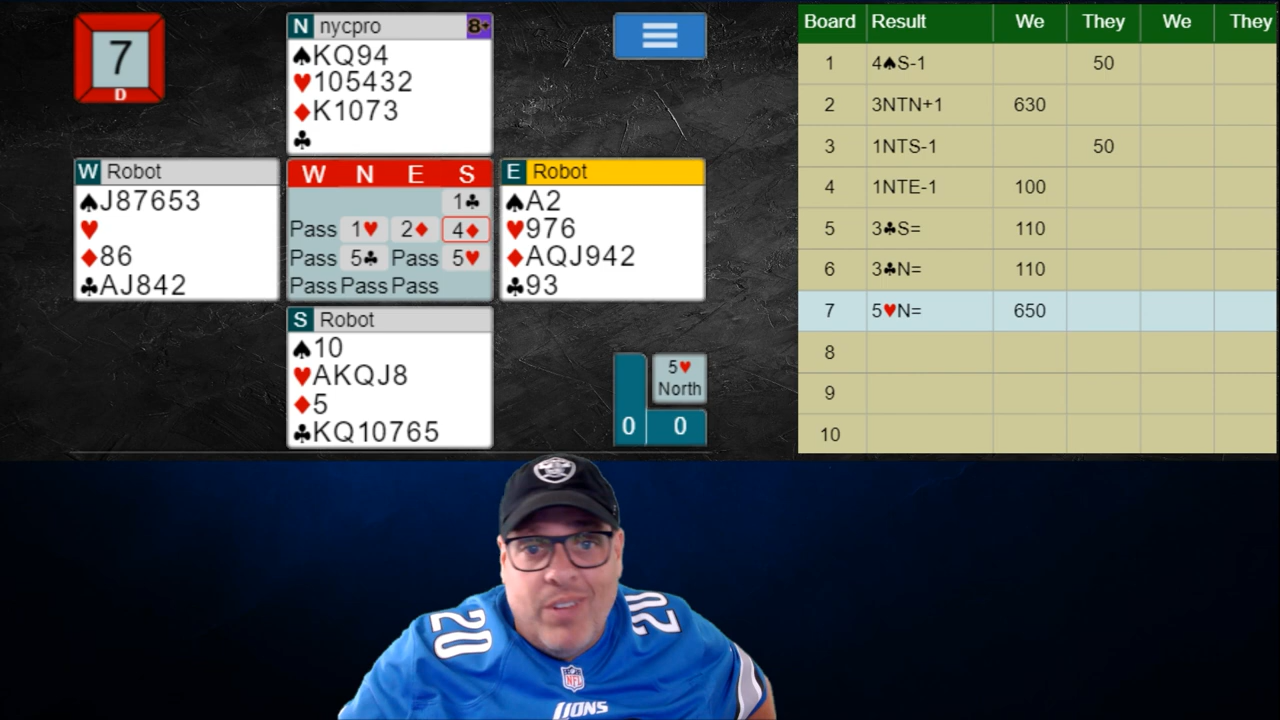 7
D
N nycpro 8+
♠KQ94
♥105432
♦K1073
♣
W Robot
♠J87653
♥
♦86
♣AJ842
W N E S
1♣
Pass 1♥ 2♦ 4♦
Pass 5♣ Pass 5♥
Pass Pass Pass
E Robot
♠A2
♥976
♦AQJ942
♣93
S Robot
♠10
♥AKQJ8
♦5
♣KQ10765
5♥
North
0 0
Board Result We They We They
1 4♠S-1 50
2 3NTN+1 630
3 1NTS-1 50
4 1NTE-1 100
5 3♣S= 110
6 3♣N= 110
7 5♥N= 650
8
9
10
20 20
NFL
LIONS